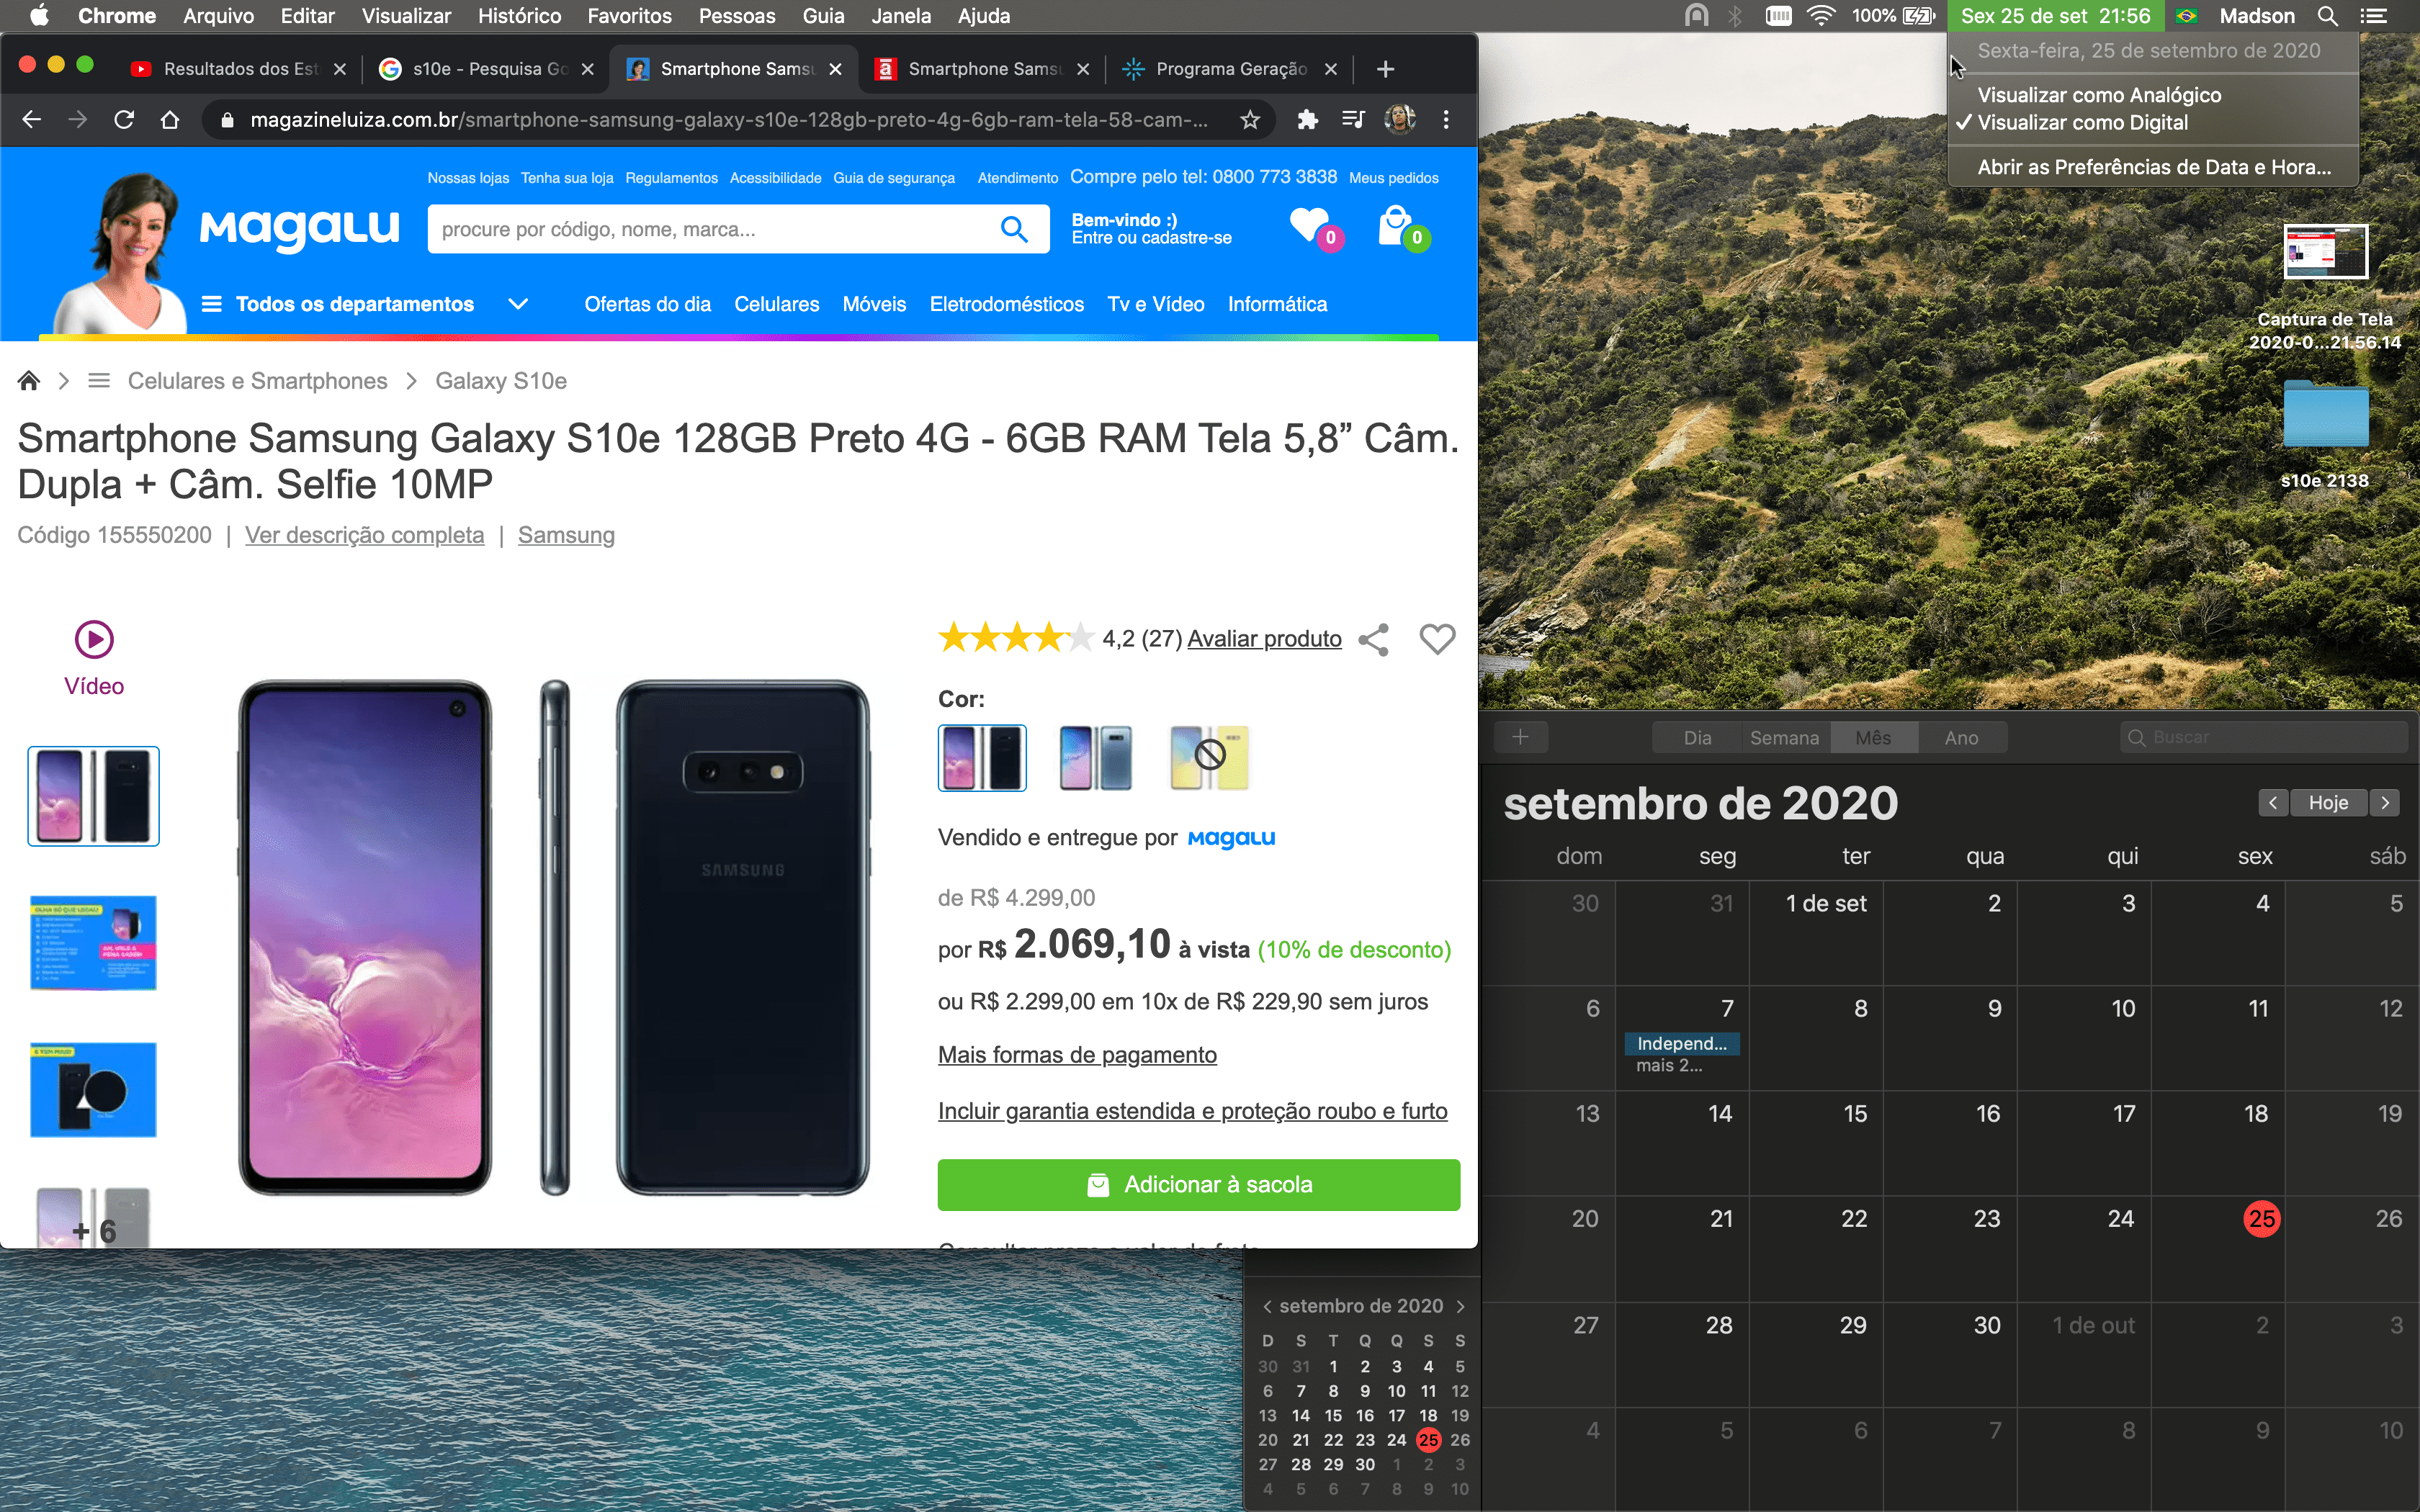 Chrome Arquivo Editar Visualizar Histórico Favoritos Pessoas Guia Janela Ajuda
100% Sex 25 de set 21:56 Madson
Sexta-feira, 25 de setembro de 2020
Visualizar como Analógico
✓ Visualizar como Digital
Abrir as Preferências de Data e Hora...
Resultados dos Est
s10e - Pesquisa Go
Smartphone Samsu
Smartphone Samsu
Programa Geração
magazineluiza.com.br/smartphone-samsung-galaxy-s10e-128gb-preto-4g-6gb-ram-tela-58-cam-...
Nossas lojas Tenha sua loja Regulamentos Acessibilidade Guia de segurança Atendimento Compre pelo tel: 0800 773 3838 Meus pedidos
Magalu
procure por código, nome, marca...
Bem-vindo :)
Entre ou cadastre-se
0
0
Todos os departamentos Ofertas do dia Celulares Móveis Eletrodomésticos Tv e Vídeo Informática
Celulares e Smartphones > Galaxy S10e
Smartphone Samsung Galaxy S10e 128GB Preto 4G - 6GB RAM Tela 5,8” Câm.
Dupla + Câm. Selfie 10MP
Código 155550200 | Ver descrição completa | Samsung
Vídeo
OLHA SÓ QUE LEGAL!
E TEM MAIS!
+ 6
SAMSUNG
4,2 (27) Avaliar produto
Cor:
Vendido e entregue por Magalu
de R$ 4.299,00
por R$ 2.069,10 à vista (10% de desconto)
ou R$ 2.299,00 em 10x de R$ 229,90 sem juros
Mais formas de pagamento
Incluir garantia estendida e proteção roubo e furto
Adicionar à sacola
Consultar prazo e valor do frete
Captura de Tela
2020-0...21.56.14
s10e 2138
Dia Semana Mês Ano Buscar
setembro de 2020
Hoje
dom seg ter qua qui sex sáb
30 31 1 de set 2 3 4 5
6 7 8 9 10 11 12
Independ...
mais 2...
13 14 15 16 17 18 19
20 21 22 23 24 25 26
27 28 29 30 1 de out 2 3
4 5 6 7 8 9 10
setembro de 2020
D S T Q Q S S
30 31 1 2 3 4 5
6 7 8 9 10 11 12
13 14 15 16 17 18 19
20 21 22 23 24 25 26
27 28 29 30 1 2 3
4 5 6 7 8 9 10